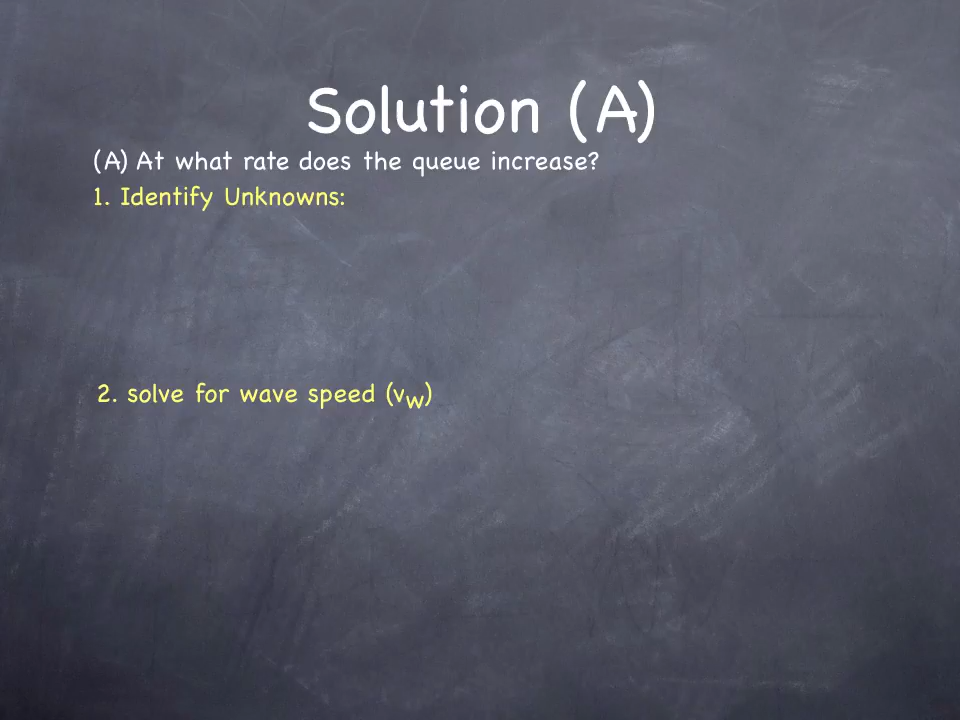 Solution (A)
(A) At what rate does the queue increase?
1. Identify Unknowns:
2. solve for wave speed (vw)